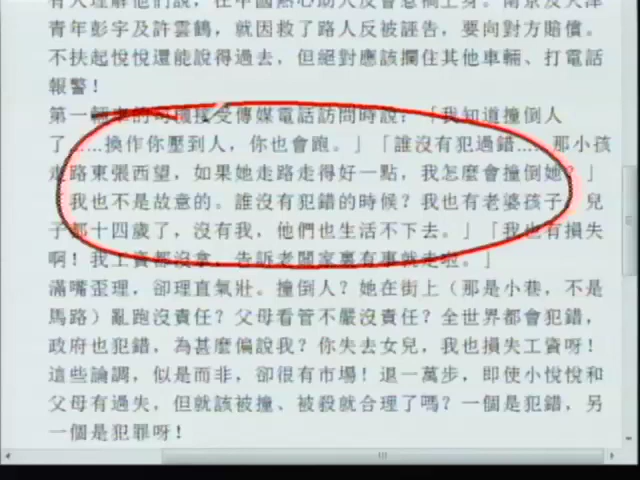 有人理解他們說，在中國熱心助人反會惹禍上身。南京及天津
青年彭宇及許雲鶴，就因救了路人反被誣告，要向對方賠償。
不扶起悅悅還能說得過去，但絕對應該攔住其他車輛、打電話
報警！
第一輛車的司機接受傳媒電話訪問時說：「我知道撞倒人
了……換作你壓到人，你也會跑。」「誰沒有犯過錯……那小孩
走路東張西望，如果她走路走得好一點，我怎麼會撞倒她？」
「我也不是故意的。誰沒有犯錯的時候？我也有老婆孩子，兒
子那十四歲了，沒有我，他們也生活不下去。」「我也有損失
啊！我工資都沒拿，告訴老闆家裏有事就走啦。」
滿嘴歪理，卻理直氣壯。撞倒人？她在街上（那是小巷，不是
馬路）亂跑沒責任？父母看管不嚴沒責任？全世界都會犯錯，
政府也犯錯，為甚麼偏說我？你失去女兒，我也損失工資呀！
這些論調，似是而非，卻很有市場！退一萬步，即使小悅悅和
父母有過失，但就該被撞、被殺就合理了嗎？一個是犯錯，另
一個是犯罪呀！